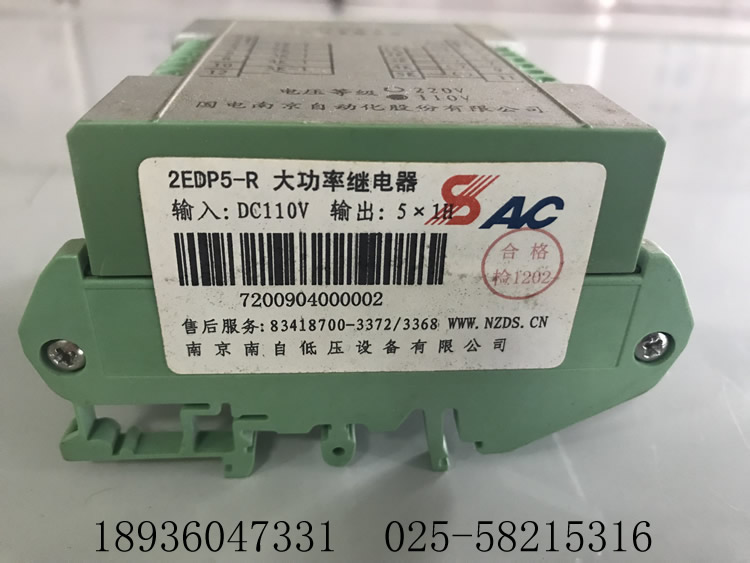 电压等级 220V
110V
国电南京自动化股份有限公司
2EDP5-R 大功率继电器
输入: DC110V 输出: 5×1H
SAC
合格
检1202
7200904000002
售后服务:83418700-3372/3368 WWW.NZDS.CN
南京南自低压设备有限公司
18936047331 025-58215316